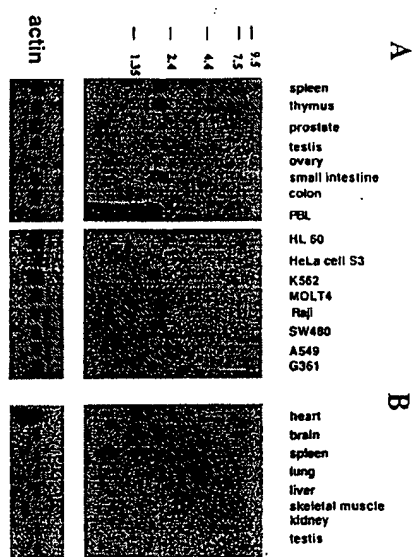 A
9.5
7.5
4.4
2.4
1.35
actin
spleen
thymus
prostate
testis
ovary
small intestine
colon
PBL
HL 60
HeLa cell S3
K562
MOLT4
Raji
SW480
A549
G361
B
heart
brain
spleen
lung
liver
skeletal muscle
kidney
testis